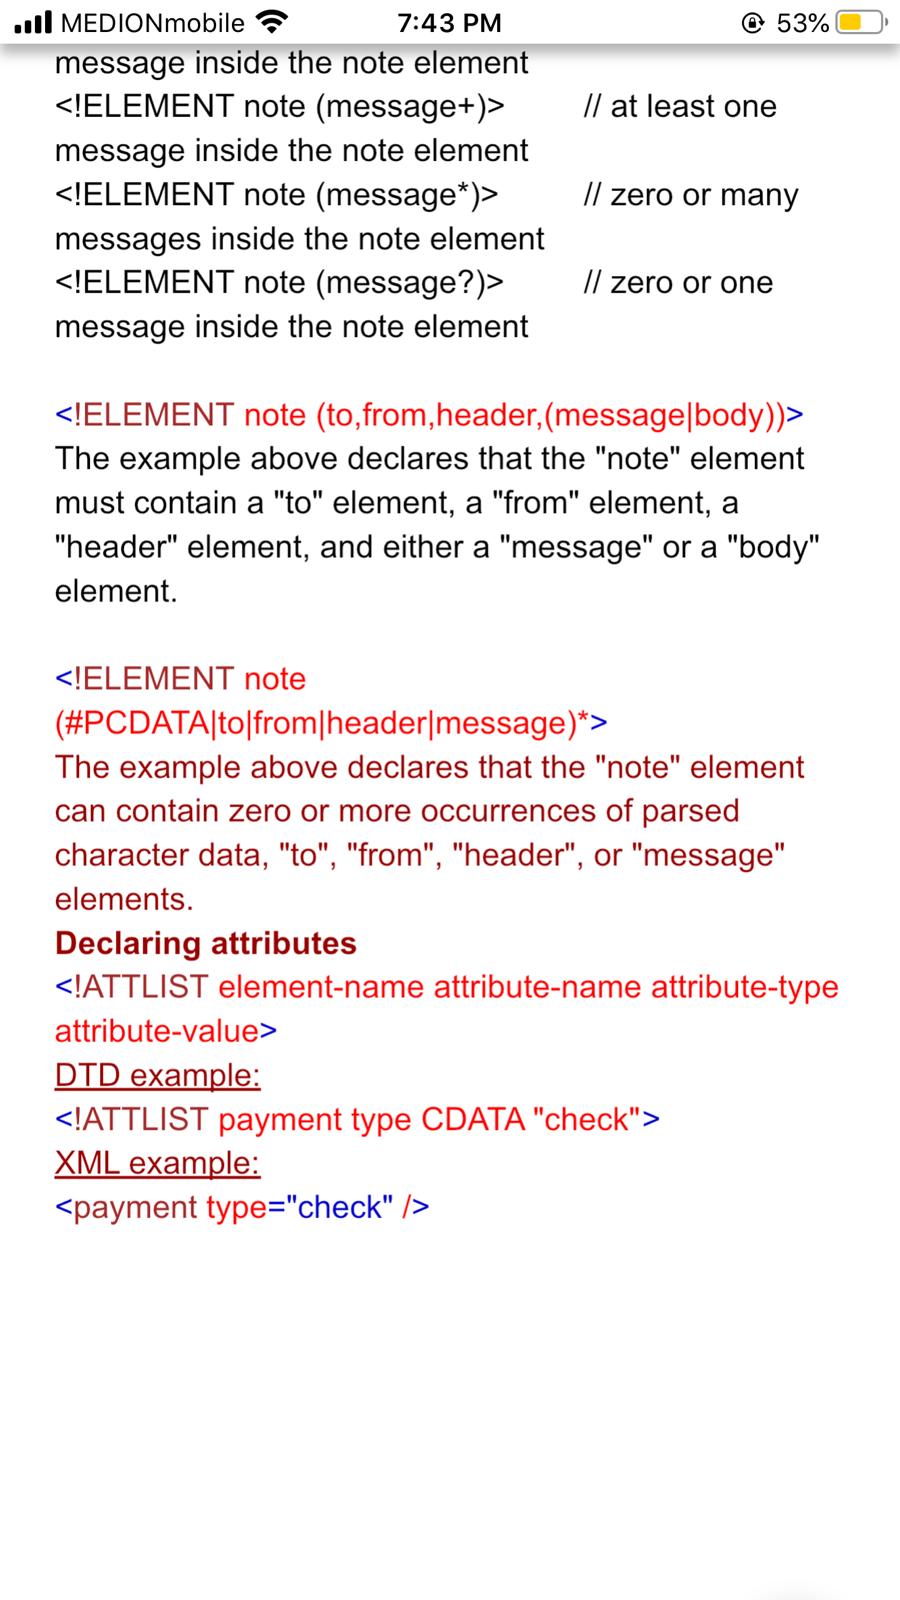 MEDIONmobile 7:43 PM 53%
message inside the note element
<!ELEMENT note (message+)> // at least one
message inside the note element
<!ELEMENT note (message*)> // zero or many
messages inside the note element
<!ELEMENT note (message?)> // zero or one
message inside the note element
<!ELEMENT note (to,from,header,(message|body))>
The example above declares that the "note" element
must contain a "to" element, a "from" element, a
"header" element, and either a "message" or a "body"
element.
<!ELEMENT note
(#PCDATA|to|from|header|message)*>
The example above declares that the "note" element
can contain zero or more occurrences of parsed
character data, "to", "from", "header", or "message"
elements.
Declaring attributes
<!ATTLIST element-name attribute-name attribute-type
attribute-value>
DTD example:
<!ATTLIST payment type CDATA "check">
XML example:
<payment type="check" />